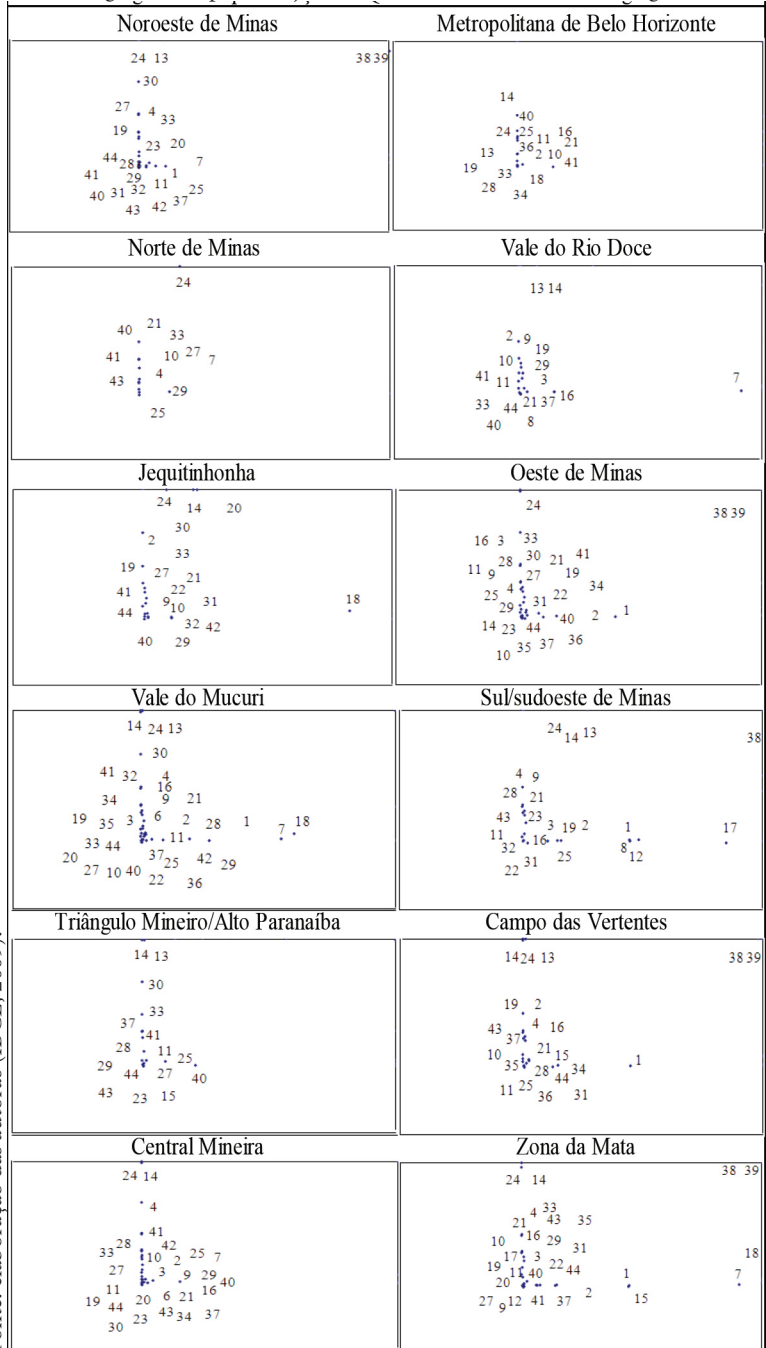 Noroeste de Minas
24 13
38 39
30
27 4 33
19 23 20
44 28 7
41 29 1
40 31 32 11 25
43 42 37
Metropolitana de Belo Horizonte
14
40
24 25 11 16
36 21
13 2 10 41
19 33 18
28 34
Norte de Minas
24
40 21 33
41 10 27 7
43 4
29
25
Vale do Rio Doce
13 14
2 9 19
10 29
41 11 3 7
33 44 21 37 16
40 8
Jequitinhonha
24 14 20
30
2
33
19 27 21
41 22
9 10 31 18
44 32 42
40 29
Oeste de Minas
24
38 39
16 3 33
28 30 21 41
11 9 27 19
4 34
25 31 22
29 40 2 1
14 23 44
35 37 36
10
Vale do Mucuri
14 24 13
30
41 32 4
16
34 9 21
19 35 3 6 2 28 1 7 18
33 44 11
20 37 25 42 29
27 10 40
22 36
Sul/sudoeste de Minas
24 14 13
38
4 9
28 21
43 23
11 3 19 2 1 17
32 16 8
31 25 12
22
Triângulo Mineiro/Alto Paranaíba
14 13
30
33
37
41
28 11 25
29 44 27 40
43 23 15
Campo das Vertentes
14 24 13
38 39
19 2
43 4 16
37
10 21 15
35 28 34 1
44
11 25 36 31
Central Mineira
24 14
4
41
28 42
33 10 2 25 7
27 3 9 29 40
11 16
19 44 20 6 21
43 34 37
30 23
Zona da Mata
38 39
24 14
4 33
21 43 35
10 16 29 31
17 3 18
19 22
11 40 44 1 7
20
27 9 12 41 37 2 15